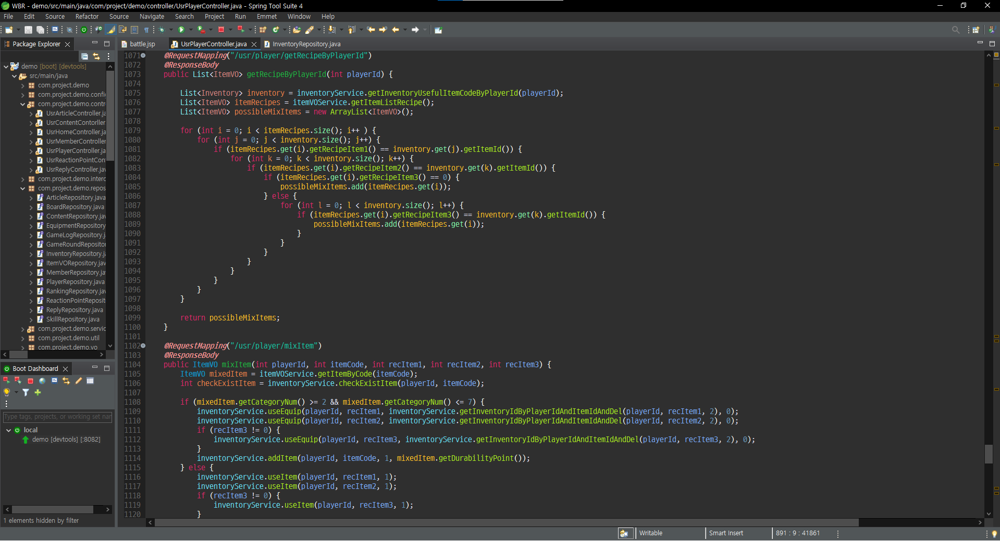 WBR - demo/src/main/java/com/project/demo/controller/UsrPlayerController.java - Spring Tool Suite 4
File Edit Source Refactor Source Navigate Search Project Run Emmet Window Help
Package Explorer
demo [boot] [devtools]
src/main/java
com.project.demo
com.project.demo.confi
com.project.demo.contr
UsrArticleController.ja
UsrContentContorller
UsrHomeController.ja
UsrMemberController
UsrPlayerController.ja
UsrReactionPointCon
UsrReplyController.jav
com.project.demo.interc
com.project.demo.repos
ArticleRepository.java
BoardRepository.java
ContentRepository.jav
EquipmentRepository
GameLogRepository.j
GameRoundRepositor
InventoryRepository.ja
ItemVORepository.jav
MemberRepository.ja
PlayerRepository.java
RankingRepository.jav
ReactionPointReposit
ReplyRepository.java
SkillRepository.java
com.project.demo.servic
com.project.demo.util
com.project.demo.vo
Boot Dashboard
Type tags, projects, or working set nar
local
demo [devtools] [:8082]
1 elements hidden by filter
battle.jsp UsrPlayerController.java InventoryRepository.java
1071 @RequestMapping("/usr/player/getRecipeByPlayerId")
1072 @ResponseBody
1073 public List<ItemVO> getRecipeByPlayerId(int playerId) {
1074
1075 List<Inventory> inventory = inventoryService.getInventoryUsefulItemCodeByPlayerId(playerId);
1076 List<ItemVO> itemRecipes = itemVOService.getItemListRecipe();
1077 List<ItemVO> possibleMixItems = new ArrayList<ItemVO>();
1078
1079 for (int i = 0; i < itemRecipes.size(); i++ ) {
1080 for (int j = 0; j < inventory.size(); j++) {
1081 if (itemRecipes.get(i).getRecipeItem1() == inventory.get(j).getItemId()) {
1082 for (int k = 0; k < inventory.size(); k++) {
1083 if (itemRecipes.get(i).getRecipeItem2() == inventory.get(k).getItemId()) {
1084 if (itemRecipes.get(i).getRecipeItem3() == 0) {
1085 possibleMixItems.add(itemRecipes.get(i));
1086 } else {
1087 for (int l = 0; l < inventory.size(); l++) {
1088 if (itemRecipes.get(i).getRecipeItem3() == inventory.get(k).getItemId()) {
1089 possibleMixItems.add(itemRecipes.get(i));
1090 }
1091 }
1092 }
1093 }
1094 }
1095 }
1096 }
1097 }
1098
1099 return possibleMixItems;
1100 }
1101
1102 @RequestMapping("/usr/player/mixItem")
1103 @ResponseBody
1104 public ItemVO mixItem(int playerId, int itemCode, int recItem1, int recItem2, int recItem3) {
1105 ItemVO mixedItem = itemVOService.getItemByCode(itemCode);
1106 int checkExistItem = inventoryService.checkExistItem(playerId, itemCode);
1107
1108 if (mixedItem.getCategoryNum() >= 2 && mixedItem.getCategoryNum() <= 7) {
1109 inventoryService.useEquip(playerId, recItem1, inventoryService.getInventoryIdByPlayerIdAndItemIdAndDel(playerId, recItem1, 2), 0);
1110 inventoryService.useEquip(playerId, recItem2, inventoryService.getInventoryIdByPlayerIdAndItemIdAndDel(playerId, recItem2, 2), 0);
1111 if (recItem3 != 0) {
1112 inventoryService.useEquip(playerId, recItem3, inventoryService.getInventoryIdByPlayerIdAndItemIdAndDel(playerId, recItem3, 2), 0);
1113 }
1114 inventoryService.addItem(playerId, itemCode, 1, mixedItem.getDurabilityPoint());
1115 } else {
1116 inventoryService.useItem(playerId, recItem1, 1);
1117 inventoryService.useItem(playerId, recItem2, 1);
1118 if (recItem3 != 0) {
1119 inventoryService.useItem(playerId, recItem3, 1);
1120 }
Writable Smart Insert 891 : 9 : 41861